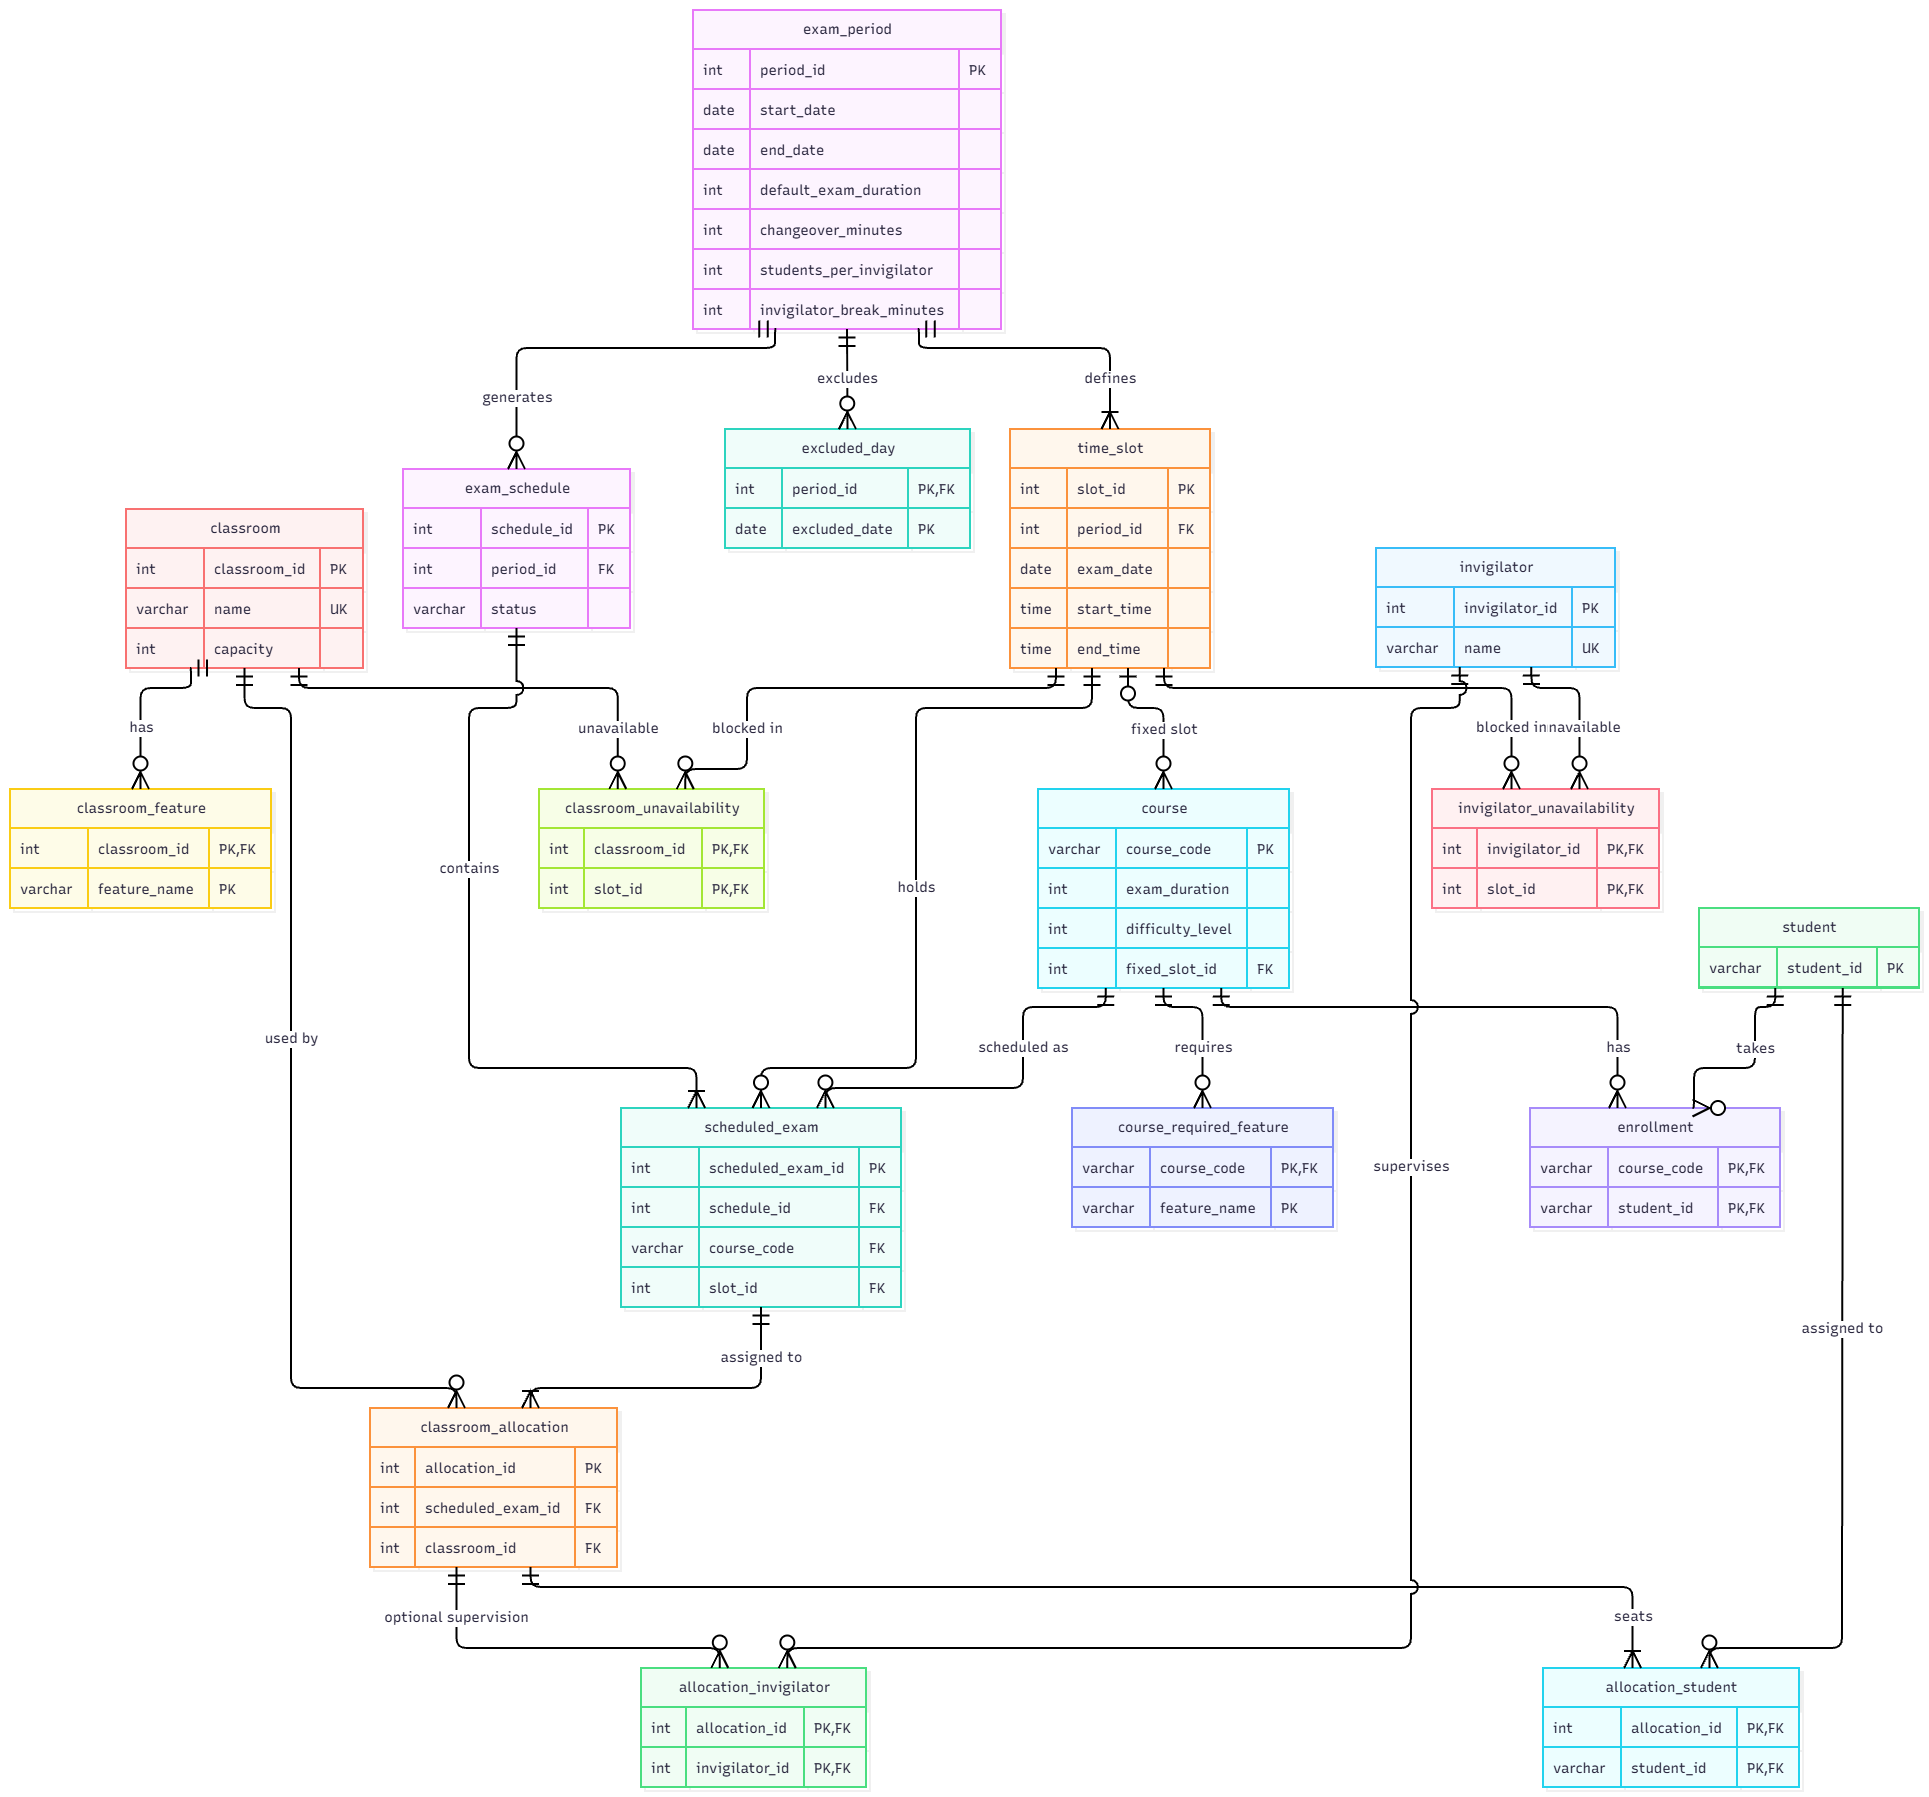 exam_period
int period_id PK
date start_date
date end_date
int default_exam_duration
int changeover_minutes
int students_per_invigilator
int invigilator_break_minutes
generates
excludes
defines
exam_schedule
int schedule_id PK
int period_id FK
varchar status
excluded_day
int period_id PK,FK
date excluded_date PK
time_slot
int slot_id PK
int period_id FK
date exam_date
time start_time
time end_time
classroom
int classroom_id PK
varchar name UK
int capacity
invigilator
int invigilator_id PK
varchar name UK
has
unavailable
blocked in
fixed slot
blocked in
navailable
classroom_feature
int classroom_id PK,FK
varchar feature_name PK
classroom_unavailability
int classroom_id PK,FK
int slot_id PK,FK
course
varchar course_code PK
int exam_duration
int difficulty_level
int fixed_slot_id FK
invigilator_unavailability
int invigilator_id PK,FK
int slot_id PK,FK
contains
holds
student
varchar student_id PK
used by
scheduled as
requires
has
takes
scheduled_exam
int scheduled_exam_id PK
int schedule_id FK
varchar course_code FK
int slot_id FK
course_required_feature
varchar course_code PK,FK
varchar feature_name PK
supervises
enrollment
varchar course_code PK,FK
varchar student_id PK,FK
assigned to
assigned to
classroom_allocation
int allocation_id PK
int scheduled_exam_id FK
int classroom_id FK
optional supervision
seats
allocation_invigilator
int allocation_id PK,FK
int invigilator_id PK,FK
allocation_student
int allocation_id PK,FK
varchar student_id PK,FK